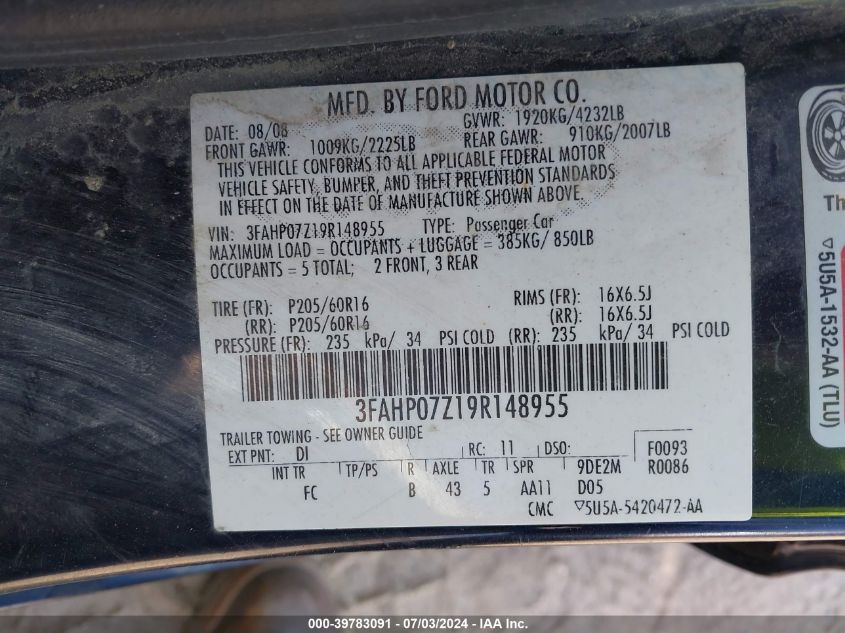 MFD. BY FORD MOTOR CO.
DATE: 08/08 GVWR: 1920KG/4232LB
FRONT GAWR: 1009KG/2225LB REAR GAWR: 910KG/2007LB
THIS VEHICLE CONFORMS TO ALL APPLICABLE FEDERAL MOTOR
VEHICLE SAFETY, BUMPER, AND THEFT PREVENTION STANDARDS
IN EFFECT ON THE DATE OF MANUFACTURE SHOWN ABOVE.
VIN: 3FAHP07Z19R148955 TYPE: Passenger Car
MAXIMUM LOAD = OCCUPANTS + LUGGAGE = 385KG/ 850LB
OCCUPANTS = 5 TOTAL; 2 FRONT, 3 REAR
TIRE (FR): P205/60R16 RIMS (FR): 16X6.5J
(RR): P205/60R16 (RR): 16X6.5J
PRESSURE (FR): 235 kPa/ 34 PSI COLD (RR): 235 kPa/ 34 PSI COLD
3FAHP07Z19R148955
TRAILER TOWING - SEE OWNER GUIDE
EXT PNT: DI RC: 11 DSO: F0093
INT TR TP/PS R AXLE TR SPR 9DE2M R0086
FC B 43 5 AA11 D05
CMC ▽5U5A-5420472-AA
Th
▽5U5A-1532-AA (TLU)
000-39783091 - 07/03/2024 - IAA Inc.